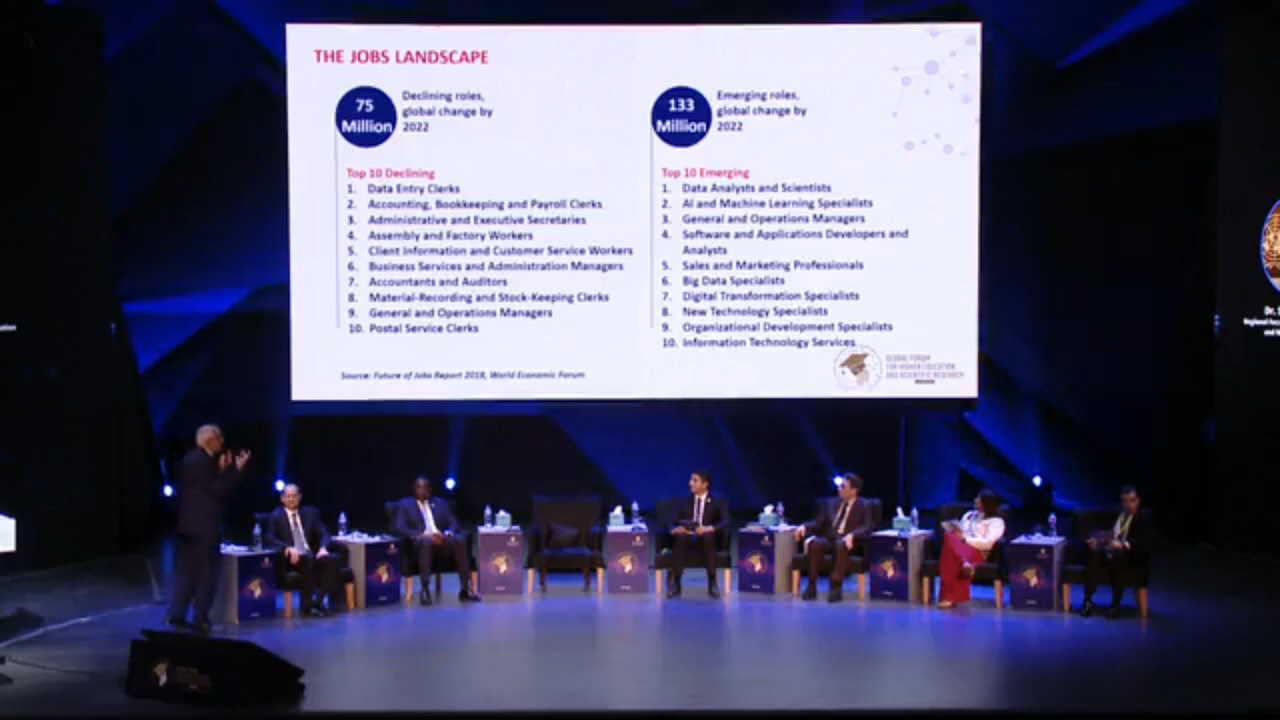 THE JOBS LANDSCAPE
75
Million
Declining roles,
global change by
2022
Top 10 Declining
1. Data Entry Clerks
2. Accounting, Bookkeeping and Payroll Clerks
3. Administrative and Executive Secretaries
4. Assembly and Factory Workers
5. Client Information and Customer Service Workers
6. Business Services and Administration Managers
7. Accountants and Auditors
8. Material-Recording and Stock-Keeping Clerks
9. General and Operations Managers
10. Postal Service Clerks
133
Million
Emerging roles,
global change by
2022
Top 10 Emerging
1. Data Analysts and Scientists
2. AI and Machine Learning Specialists
3. General and Operations Managers
4. Software and Applications Developers and
Analysts
5. Sales and Marketing Professionals
6. Big Data Specialists
7. Digital Transformation Specialists
8. New Technology Specialists
9. Organizational Development Specialists
10. Information Technology Services
Source: Future of Jobs Report 2018, World Economic Forum
GLOBAL FORUM
FOR HIGHER EDUCATION
AND SCIENTIFIC RESEARCH
Dr.